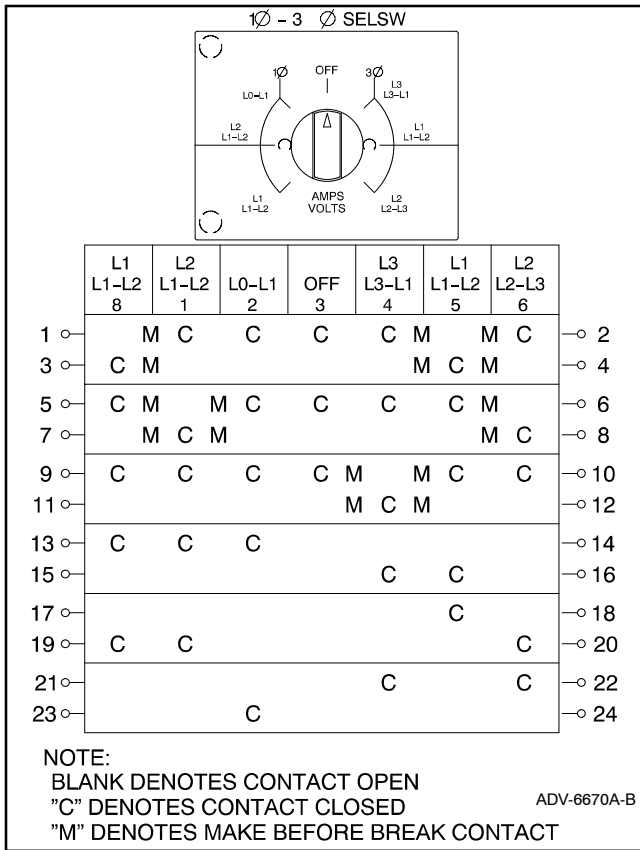 1Ø - 3 Ø SELSW
1Ø OFF 3Ø
L0-L1
L3
L3-L1
L2
L1-L2
L1
L1-L2
L1
L1-L2
AMPS
VOLTS
L2
L2-L3
L1 L2 L3 L1 L2
L1-L2 L1-L2 L0-L1 OFF L3-L1 L1-L2 L2-L3
8 1 2 3 4 5 6
1 M C C C C M M C 2
3 C M M C M 4
5 C M M C C C C M 6
7 M C M M C 8
9 C C C C M M C C 10
11 M C M 12
13 C C C 14
15 C C 16
17 C 18
19 C C C 20
21 C C 22
23 C 24
NOTE:
BLANK DENOTES CONTACT OPEN
"C" DENOTES CONTACT CLOSED
ADV-6670A-B
"M" DENOTES MAKE BEFORE BREAK CONTACT